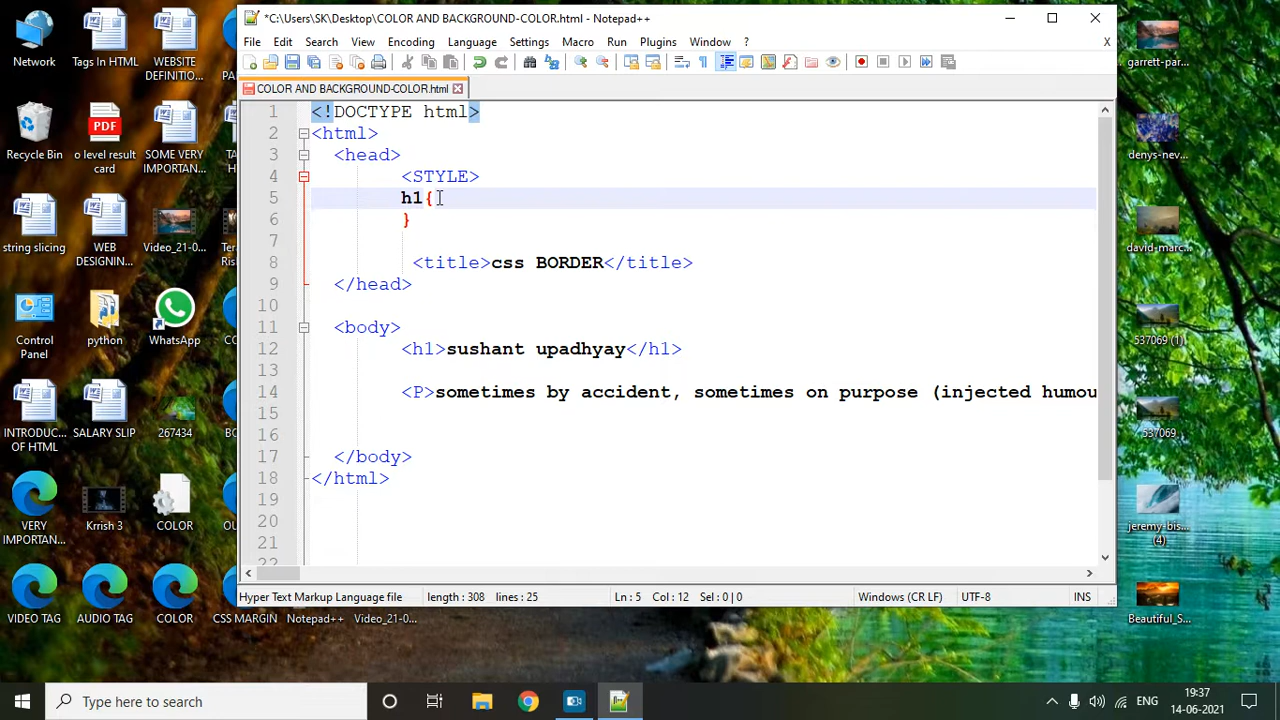 *C:\Users\SK\Desktop\COLOR AND BACKGROUND-COLOR.html - Notepad++
File Edit Search View Encoding Language Settings Macro Run Plugins Window ? X
COLOR AND BACKGROUND-COLOR.html
1 <!DOCTYPE html>
2 <html>
3 <head>
4 <STYLE>
5 h1{
6 }
7
8 <title>css BORDER</title>
9 </head>
10
11 <body>
12 <h1>sushant upadhyay</h1>
13
14 <P>sometimes by accident, sometimes on purpose (injected humou
15
16
17 </body>
18 </html>
19
20
21
22
Hyper Text Markup Language file length : 308 lines : 25 Ln : 5 Col : 12 Sel : 0 | 0 Windows (CR LF) UTF-8 INS
Network
Tags In HTML
WEBSITE
DEFINITIO...
Recycle Bin
PDF
o level result
card
SOME VERY
IMPORTAN...
string slicing
WEB
DESIGNIN...
Video_21-0...
Control
Panel
python
WhatsApp
INTRODUC...
OF HTML
SALARY SLIP
267434
VERY
IMPORTAN...
Krrish 3
COLOR
VIDEO TAG
AUDIO TAG
COLOR
CSS MARGIN
Notepad++
Video_21-0...
garrett-par...
denys-nev...
david-marc...
537069 (1)
537069
jeremy-bis...
(4)
Beautiful_S...
Type here to search
ENG
19:37
14-06-2021